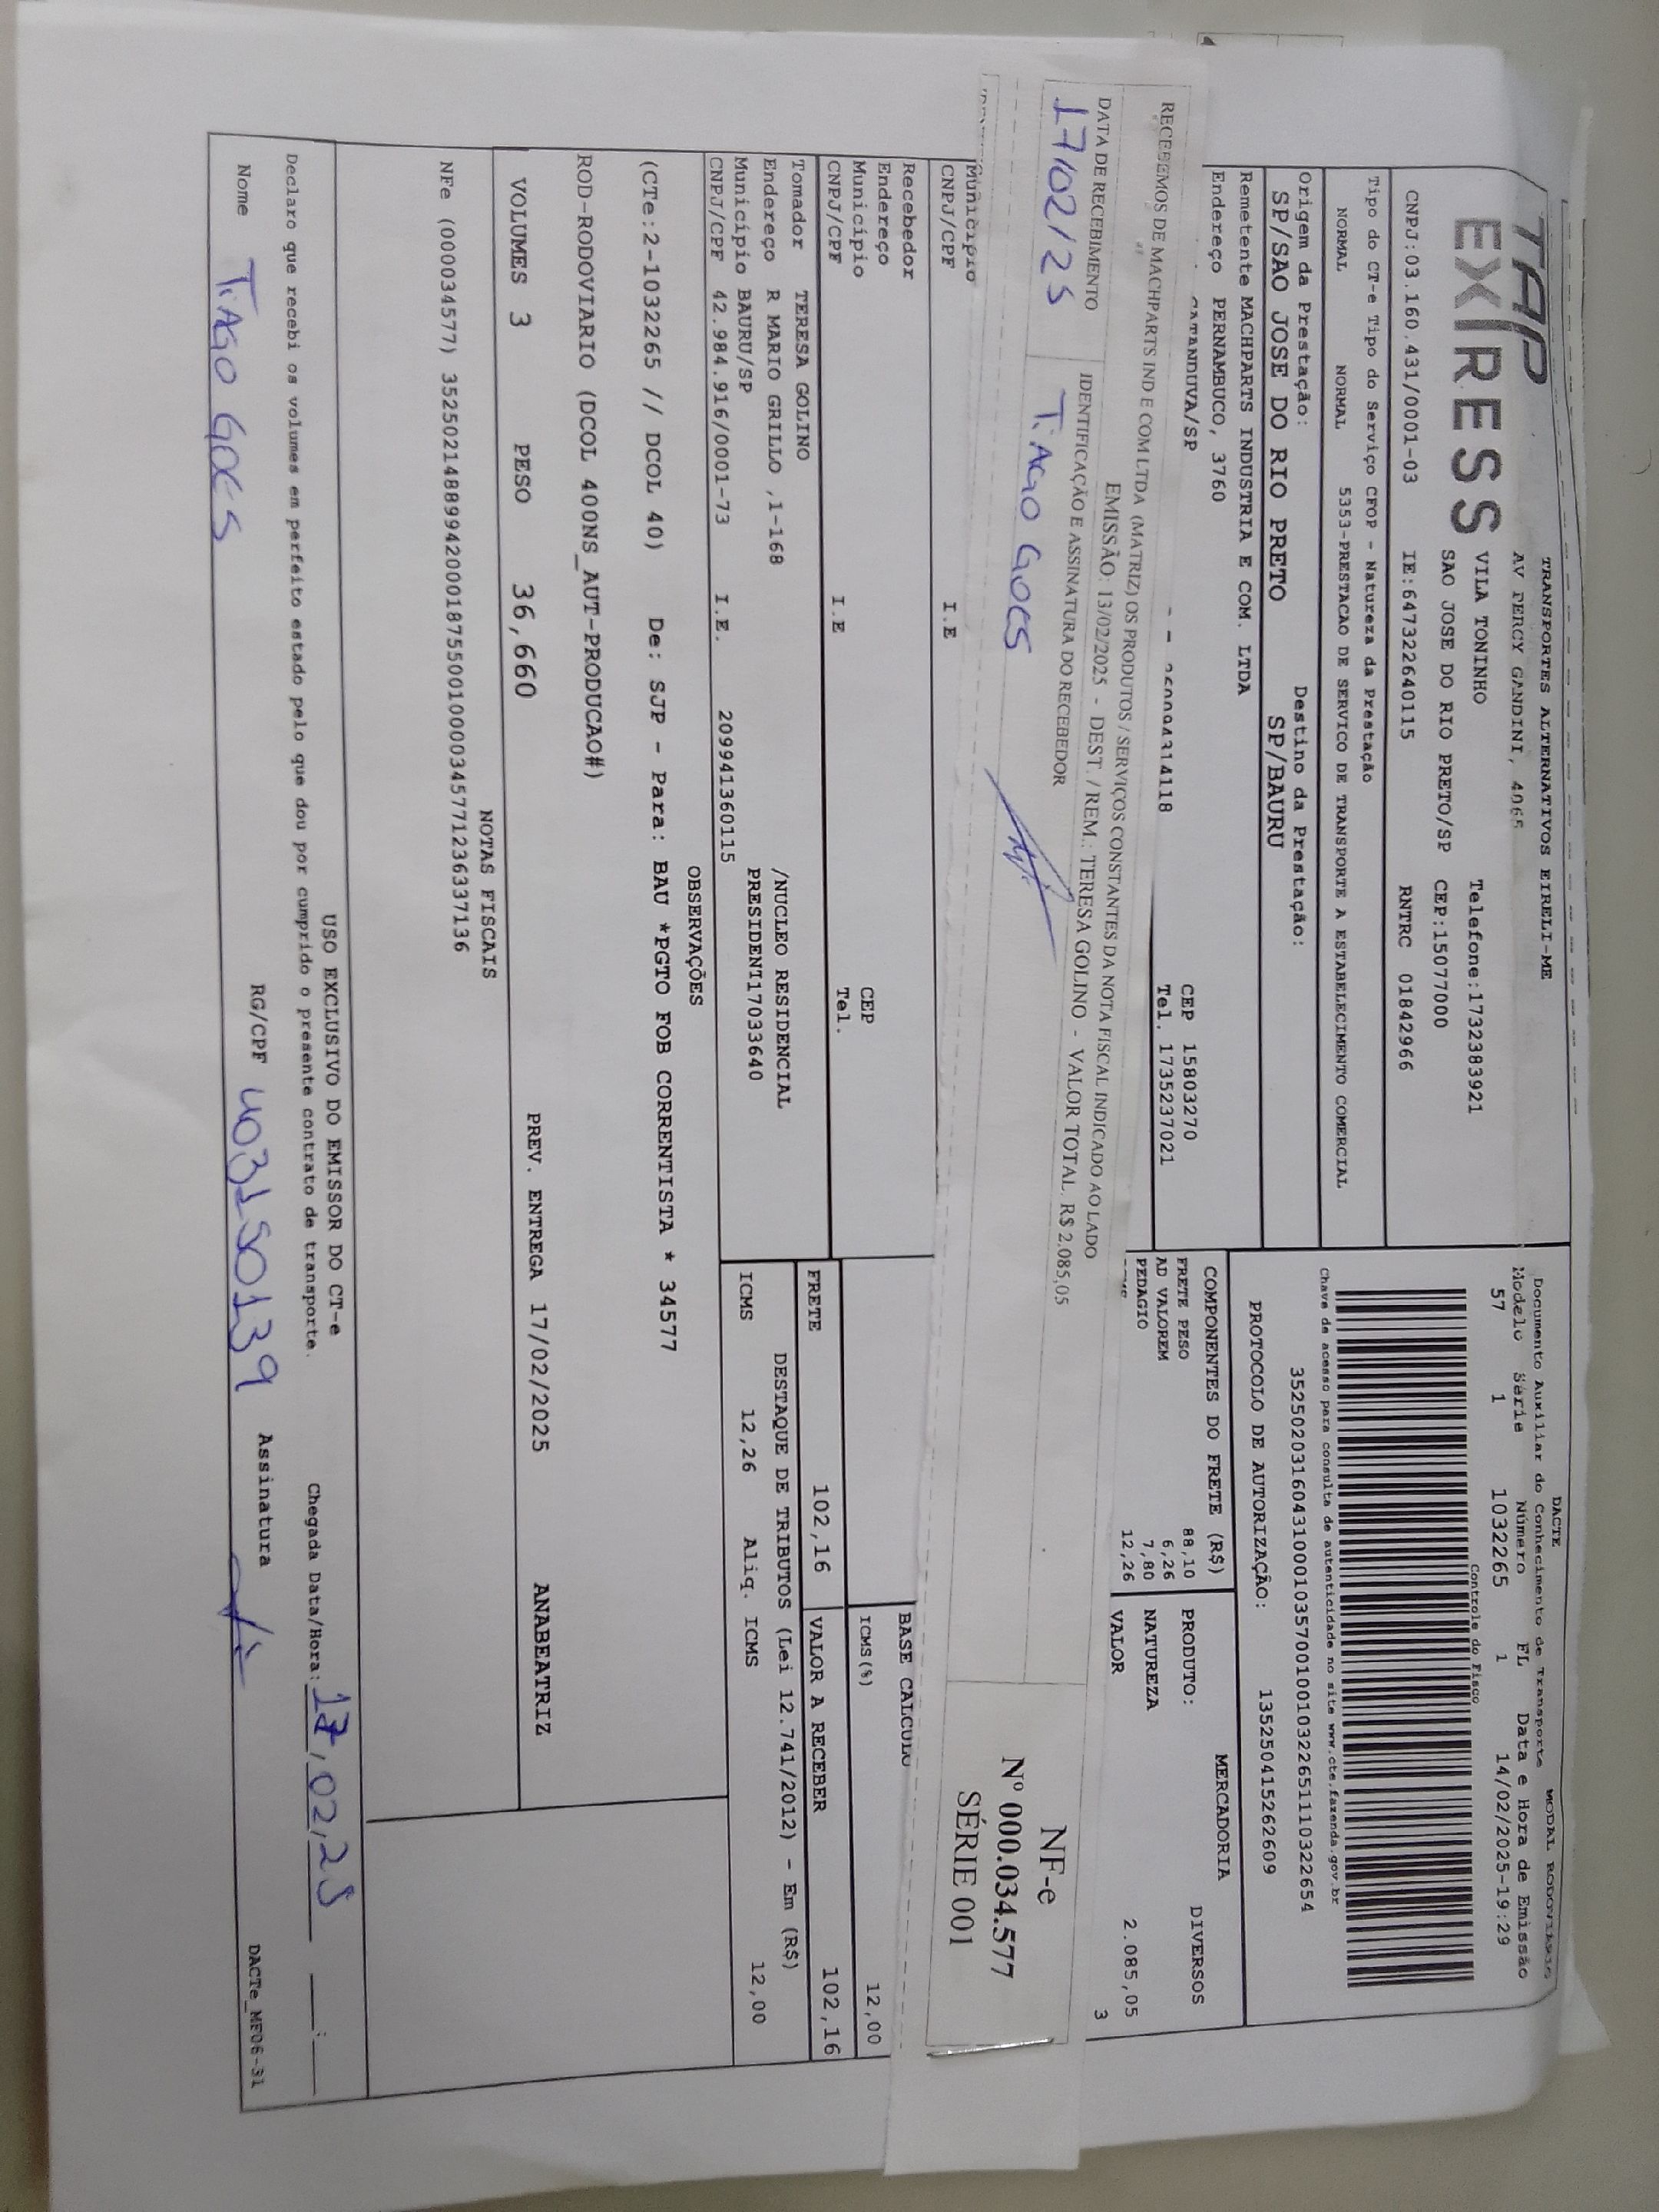 TAP
EXPRESS
TRANSPORTES ALTERNATIVOS EIRELI-ME
AV PERCY GANDINI, 4065
VILA TONINHO Telefone:1732383921
SAO JOSE DO RIO PRETO/SP CEP:15077000
CNPJ:03.160.431/0001-03 IE:647322640115 RNTRC 01842966
Tipo do CT-e Tipo do Serviço CFOP - Natureza da Prestação
NORMAL NORMAL 5353-PRESTACAO DE SERVICO DE TRANSPORTE A ESTABELECIMENTO COMERCIAL
Origem da Prestação: Destino da Prestação:
SP/SAO JOSE DO RIO PRETO SP/BAURU
Remetente MACHPARTS INDUSTRIA E COM. LTDA
Endereço PERNAMBUCO, 3760 CEP 15803270
CATANDUVA/SP Tel. 1735237021
DACTE MODAL RODOVIARIO
Documento Auxiliar do Conhecimento de Transporte
Modelo Série Número FL Data e Hora de Emissão
57 1 1032265 1 14/02/2025-19:29
Controle do Fisco
Chave de acesso para consulta de autenticidade no site www.cte.fazenda.gov.br
35250203160431000103570010010322651110322654
PROTOCOLO DE AUTORIZAÇÃO: 135250415262609
COMPONENTES DO FRETE (R$)
FRETE PESO 88,10
AD VALOREM 6,26
PEDAGIO 7,80
12,26
MERCADORIA
PRODUTO: DIVERSOS
NATUREZA
VALOR 2.085,05
3
RECEBEMOS DE MACHPARTS IND E COM LTDA (MATRIZ) OS PRODUTOS / SERVIÇOS CONSTANTES DA NOTA FISCAL INDICADO AO LADO
EMISSÃO: 13/02/2025 - DEST. / REM.: TERESA GOLINO - VALOR TOTAL: R$ 2.085,05
DATA DE RECEBIMENTO IDENTIFICAÇÃO E ASSINATURA DO RECEBEDOR
17/02/25 TiAGO GOES
NF-e
Nº 000.034.577
SÉRIE 001
Município
CNPJ/CPF I.E
Recebedor
Endereço CEP
Município Tel.
CNPJ/CPF I.E
BASE CALCULO
ICMS(%) 12,00
FRETE 102,16 VALOR A RECEBER 102,16
Tomador TERESA GOLINO
Endereço R MARIO GRILLO ,1-168 /NUCLEO RESIDENCIAL
Município BAURU/SP PRESIDENT17033640
CNPJ/CPF 42.984.916/0001-73 I.E. 209941360115
DESTAQUE DE TRIBUTOS (Lei 12.741/2012) - Em (R$)
ICMS 12,26 Aliq. ICMS 12,00
OBSERVAÇÕES
(CTe:2-1032265 // DCOL 40) De: SJP - Para: BAU *PGTO FOB CORRENTISTA * 34577
ROD-RODOVIARIO (DCOL 400NS_AUT-PRODUCAO#)
VOLUMES 3 PESO 36,660 PREV. ENTREGA 17/02/2025 ANABEATRIZ
NOTAS FISCAIS
NFe (000034577) 35250214889942000187550010000345771236337136
USO EXCLUSIVO DO EMISSOR DO CT-e
Declaro que recebi os volumes em perfeito estado pelo que dou por cumprido o presente contrato de transporte. Chegada Data/Hora: 17,02,25 __:__
Nome TiAGO GOES RG/CPF 403150139 Assinatura
DACTe_MF06-31